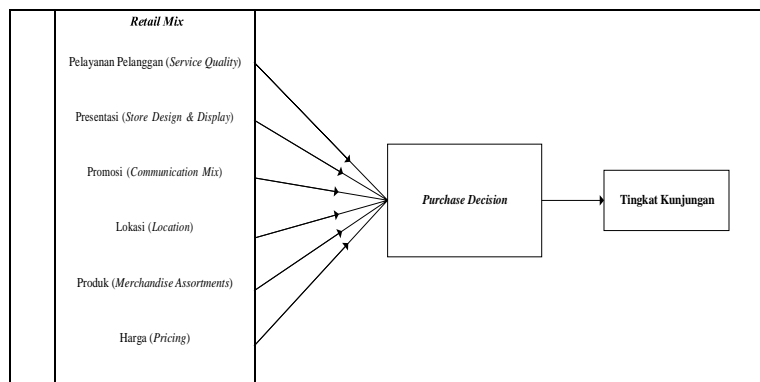 Retail Mix
Pelayanan Pelanggan (Service Quality)
Presentasi (Store Design & Display)
Promosi (Communication Mix)
Lokasi (Location)
Produk (Merchandise Assortments)
Harga (Pricing)
Purchase Decision
Tingkat Kunjungan